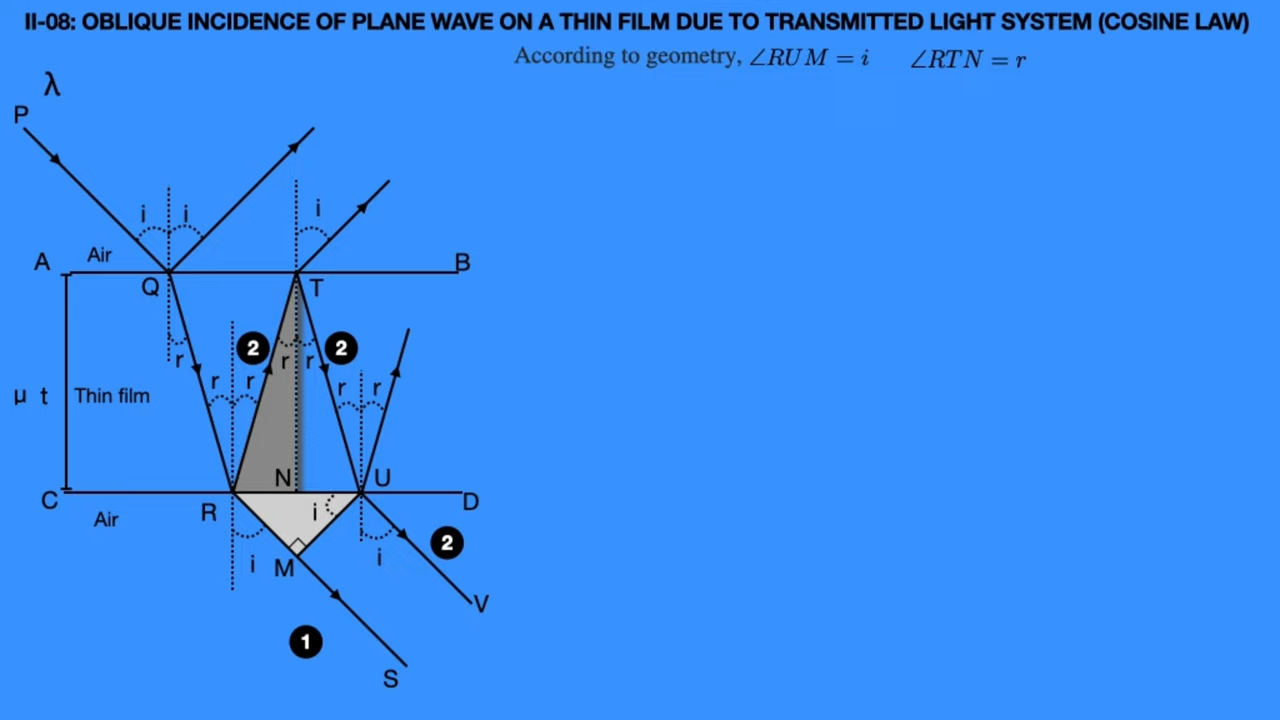 II-08: OBLIQUE INCIDENCE OF PLANE WAVE ON A THIN FILM DUE TO TRANSMITTED LIGHT SYSTEM (COSINE LAW)
According to geometry, ∠RUM = i ∠RTN = r
λ
P
i i i
A Air B
Q T
2 2
r r r
r r r r
μ t Thin film
N U
C R i D
Air
i M i 2
V
1
S